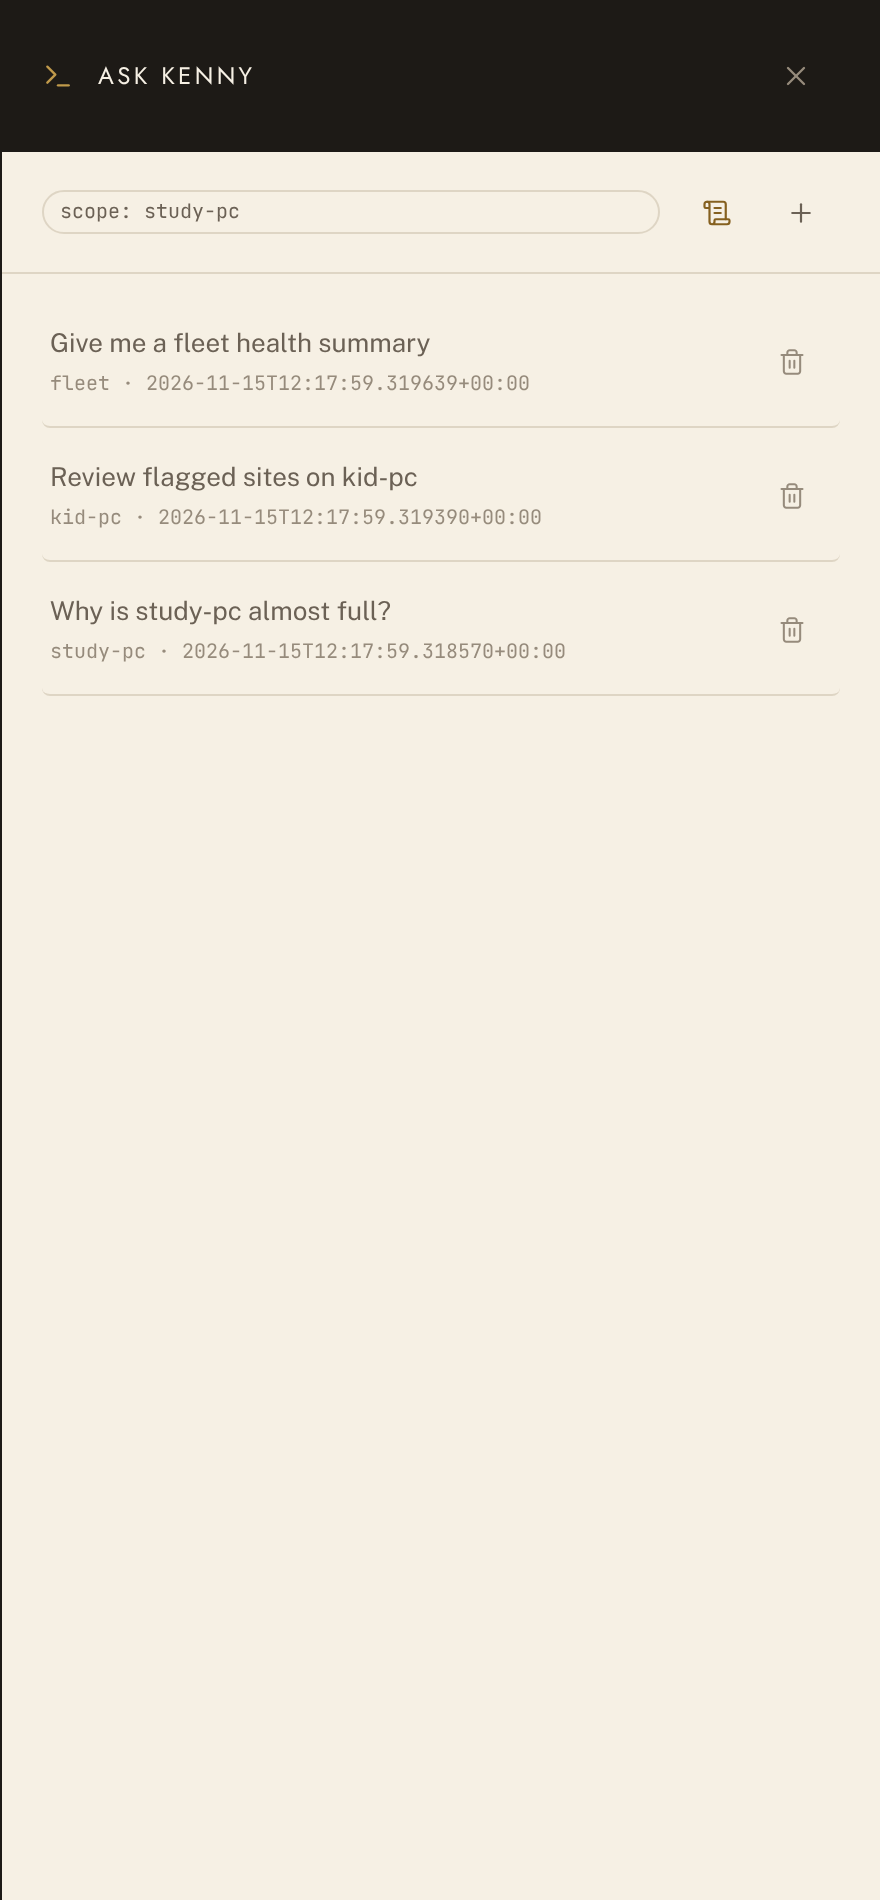 ASK KENNY
scope: study-pc
Give me a fleet health summary
fleet · 2026-11-15T12:17:59.319639+00:00
Review flagged sites on kid-pc
kid-pc · 2026-11-15T12:17:59.319390+00:00
Why is study-pc almost full?
study-pc · 2026-11-15T12:17:59.318570+00:00